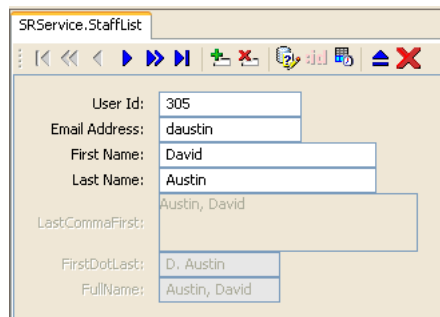 SRService.StaffList
User Id: 305
Email Address: daustin
First Name: David
Last Name: Austin
LastCommaFirst: Austin, David
FirstDotLast: D. Austin
FullName: Austin, David